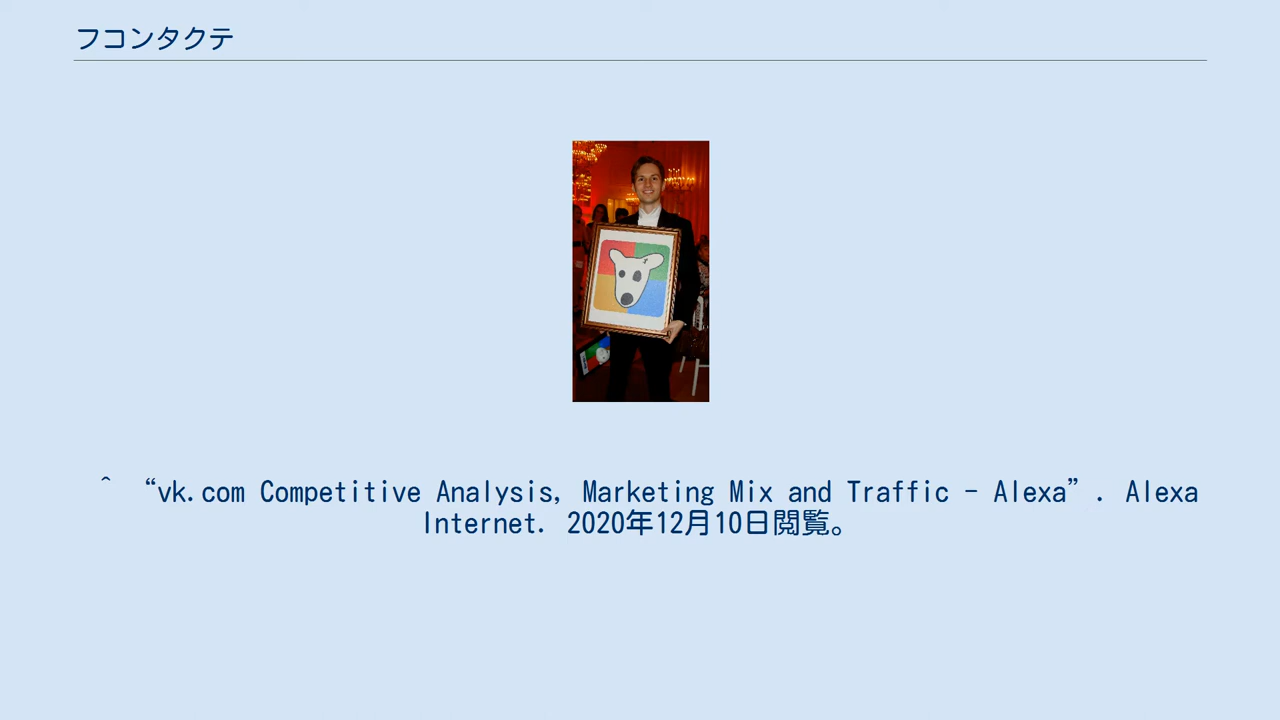 フコンタクテ
^ “vk.com Competitive Analysis, Marketing Mix and Traffic - Alexa”. Alexa
Internet. 2020年12月10日閲覧。